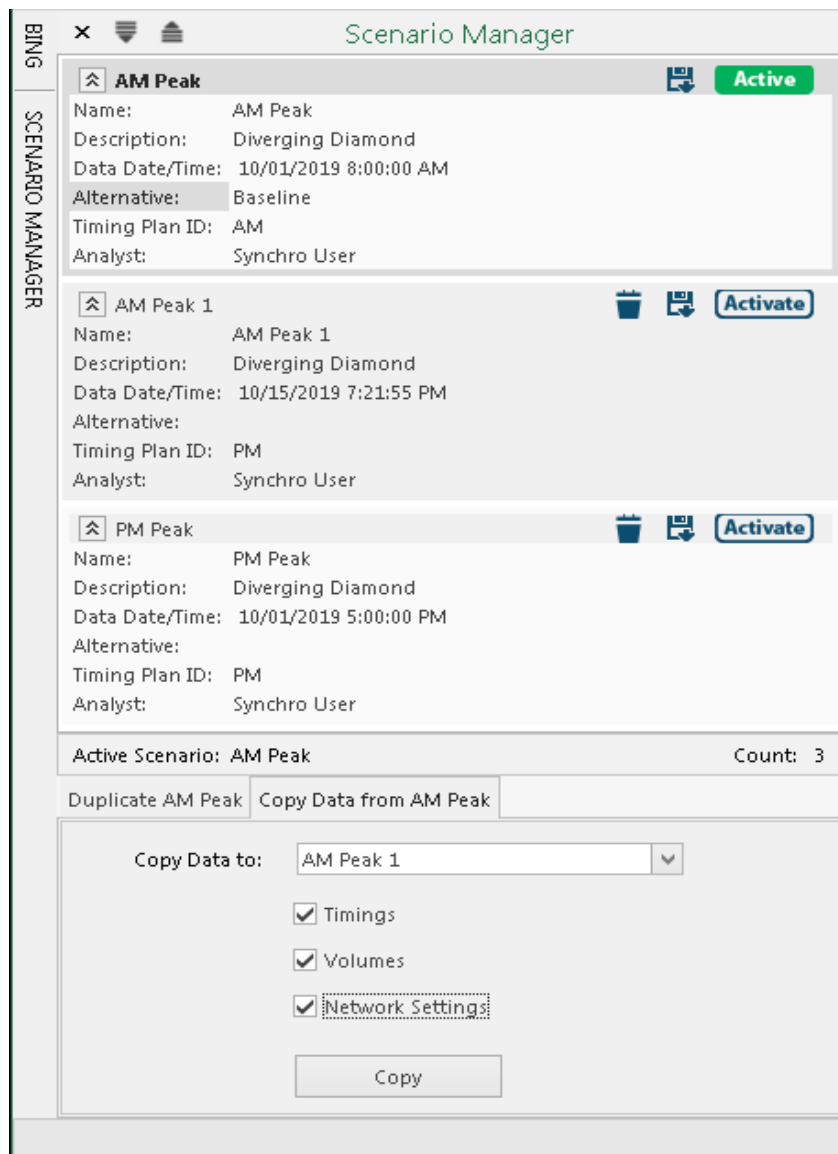 BING
SCENARIO MANAGER
Scenario Manager
AM Peak Active
Name: AM Peak
Description: Diverging Diamond
Data Date/Time: 10/01/2019 8:00:00 AM
Alternative: Baseline
Timing Plan ID: AM
Analyst: Synchro User
AM Peak 1 Activate
Name: AM Peak 1
Description: Diverging Diamond
Data Date/Time: 10/15/2019 7:21:55 PM
Alternative:
Timing Plan ID: PM
Analyst: Synchro User
PM Peak Activate
Name: PM Peak
Description: Diverging Diamond
Data Date/Time: 10/01/2019 5:00:00 PM
Alternative:
Timing Plan ID: PM
Analyst: Synchro User
Active Scenario: AM Peak Count: 3
Duplicate AM Peak Copy Data from AM Peak
Copy Data to: AM Peak 1
Timings
Volumes
Network Settings
Copy